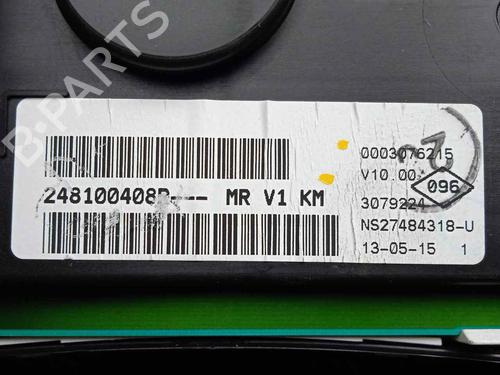 B-PARTS
0003076215
V10.00
096
248100408R--- MR V1 KM
3079224
NS27484318-U
13-05-15 1